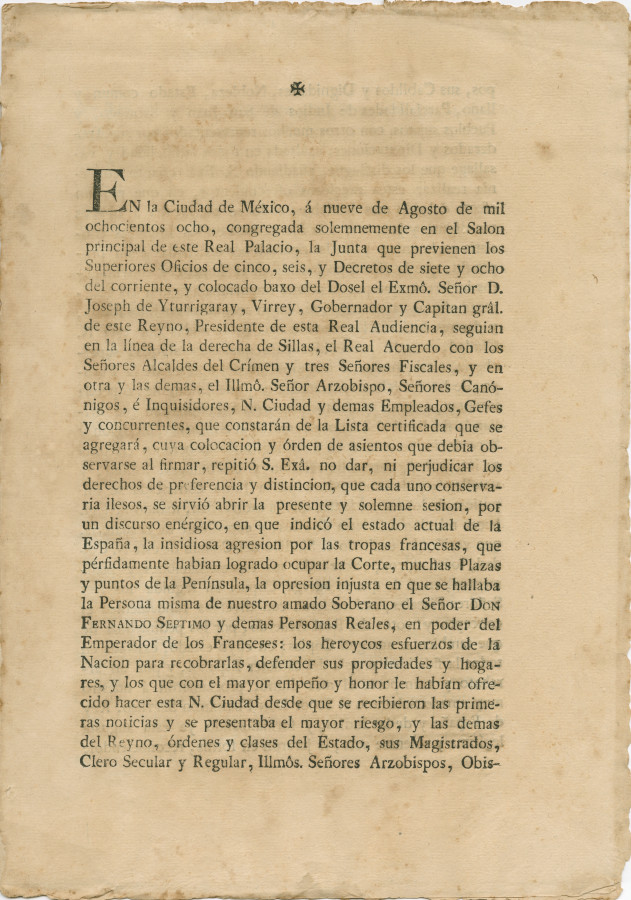 ✠
EN la Ciudad de México, á nueve de Agosto de mil
ochocientos ocho, congregada solemnemente en el Salon
principal de este Real Palacio, la Junta que previenen los
Superiores Oficios de cinco, seis, y Decretos de siete y ocho
del corriente, y colocado baxo del Dosel el Exmô. Señor D.
Joseph de Yturrigaray, Virrey, Gobernador y Capitan grâl.
de este Reyno, Presidente de esta Real Audiencia, seguian
en la línea de la derecha de Sillas, el Real Acuerdo con los
Señores Alcaldes del Crímen y tres Señores Fiscales, y en
otra y las demas, el Illmô. Señor Arzobispo, Señores Canó-
nigos, é Inquisidores, N. Ciudad y demas Empleados, Gefes
y concurrentes, que constarán de la Lista certificada que se
agregará, cuya colocacion y órden de asientos que debia ob-
servarse al firmar, repitió S. Exâ. no dar, ni perjudicar los
derechos de preferencia y distincion, que cada uno conserva-
ria ilesos, se sirvió abrir la presente y solemne sesion, por
un discurso enérgico, en que indicó el estado actual de la
España, la insidiosa agresion por las tropas francesas, que
pérfidamente habian logrado ocupar la Corte, muchas Plazas
y puntos de la Península, la opresion injusta en que se hallaba
la Persona misma de nuestro amado Soberano el Señor DON
FERNANDO SEPTIMO y demas Personas Reales, en poder del
Emperador de los Franceses: los heroycos esfuerzos de la
Nacion para recobrarlas, defender sus propiedades y hoga-
res, y los que con el mayor empeño y honor le habian ofre-
cido hacer esta N. Ciudad desde que se recibieron las prime-
ras noticias y se presentaba el mayor riesgo, y las demas
del Reyno, órdenes y clases del Estado, sus Magistrados,
Clero Secular y Regular, Illmôs. Señores Arzobispos, Obis-